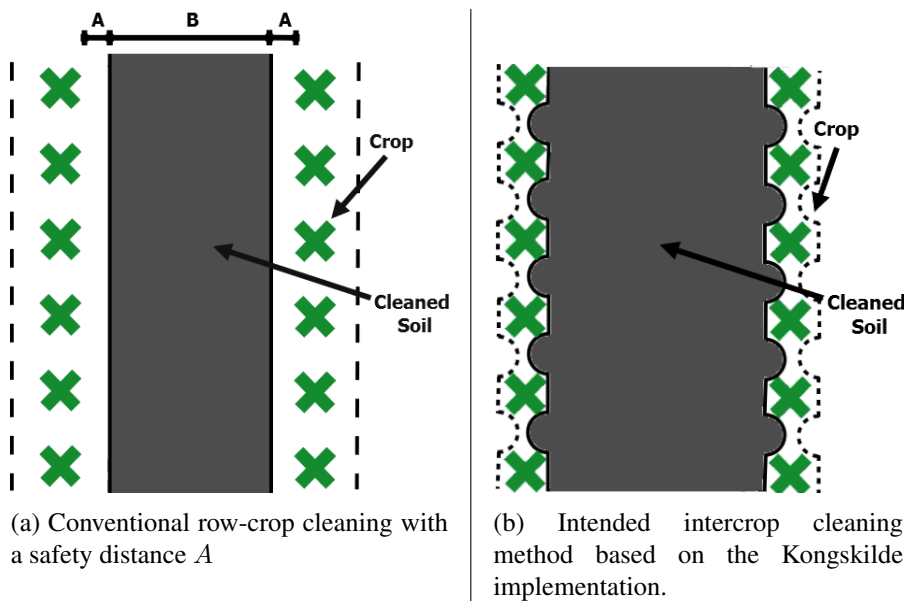 A B A
Crop
Cleaned
Soil
(a) Conventional row-crop cleaning with
a safety distance A
Crop
Cleaned
Soil
(b) Intended intercrop cleaning
method based on the Kongskilde
implementation.